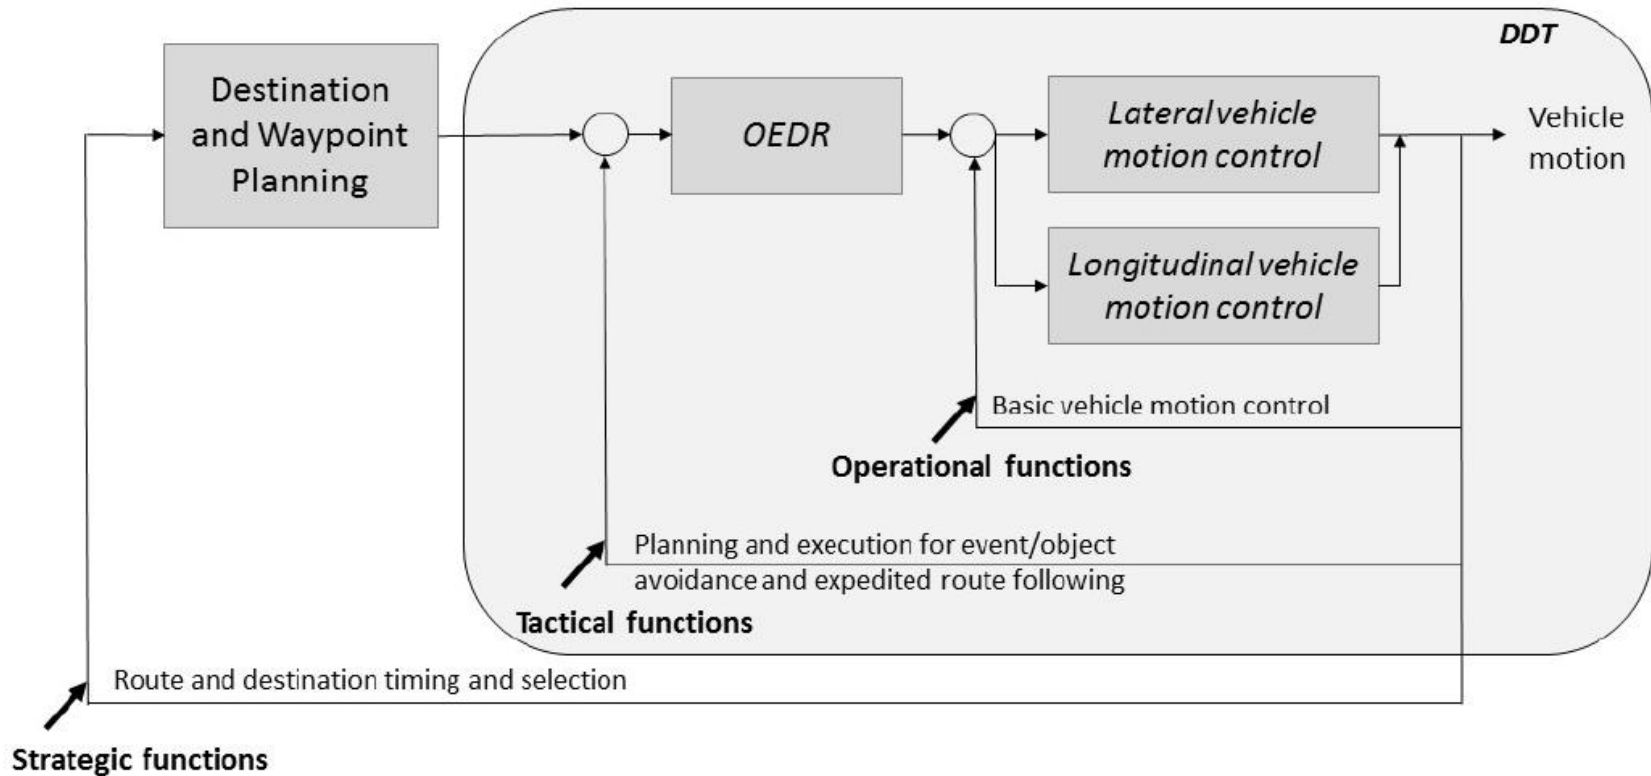 DDT
Destination
and Waypoint
Planning
OEDR
Lateral vehicle
motion control
Vehicle
motion
Longitudinal vehicle
motion control
Basic vehicle motion control
Operational functions
Planning and execution for event/object
avoidance and expedited route following
Tactical functions
Route and destination timing and selection
Strategic functions